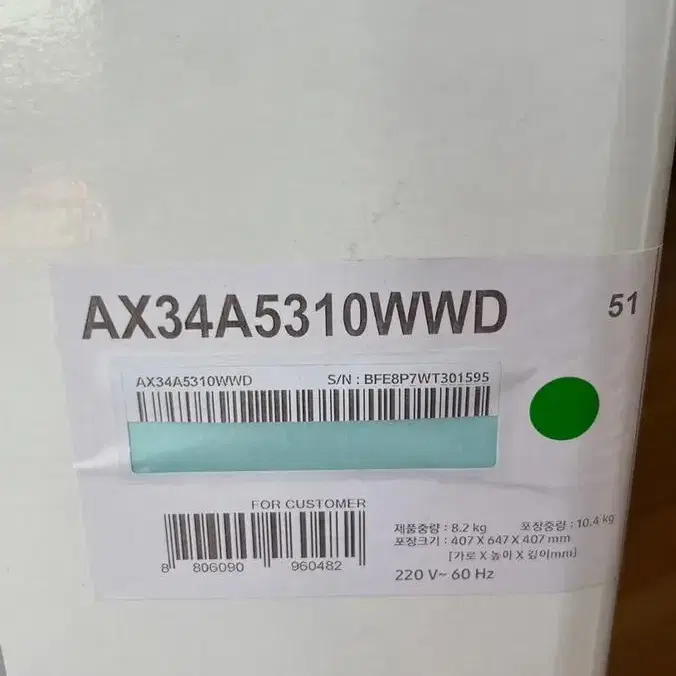 AX34A5310WWD 51
AX34A5310WWD S/N : BFE8P7WT301595
FOR CUSTOMER
8 806090 960482
제품중량 : 8.2 kg 포장중량 : 10.4 kg
포장크기 : 407 X 647 X 407 mm
[가로 X 높이 X 깊이mm]
220 V~ 60 Hz